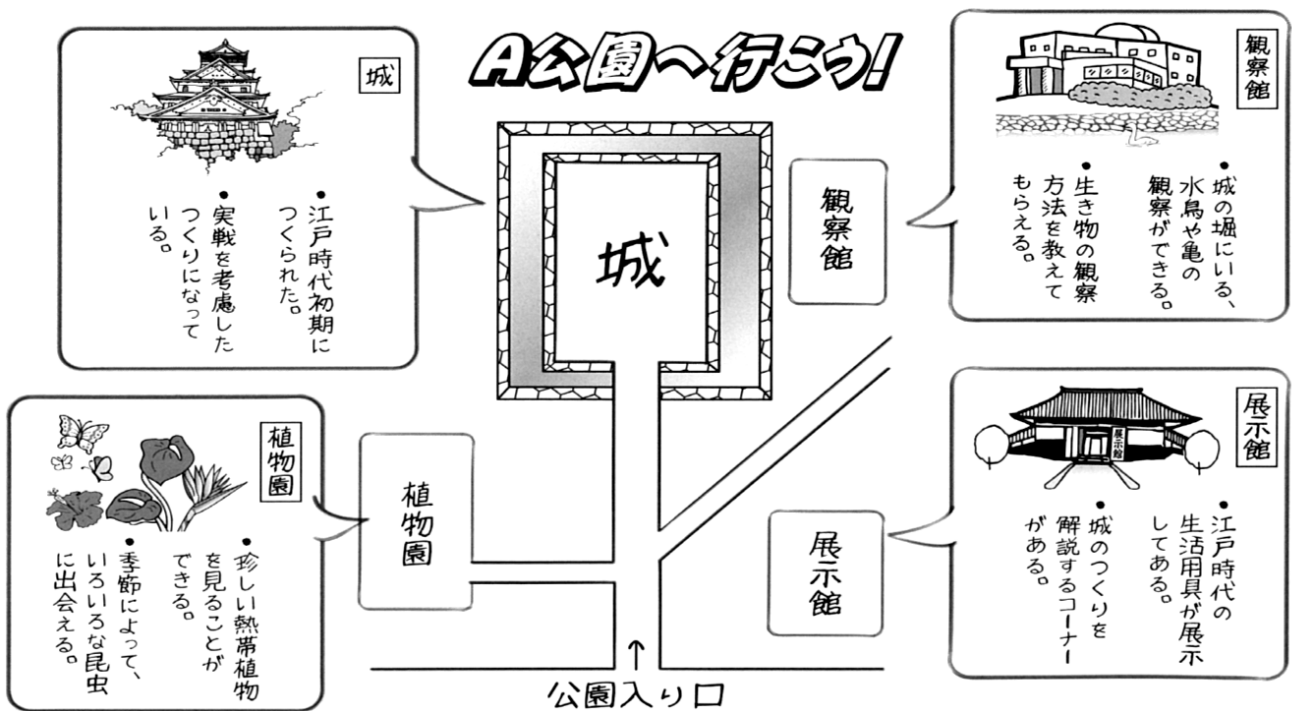 A公園へ行こう!
城
・江戸時代初期に
つくられた。
・実戦を考慮した
つくりになって
いる。
観察館
・城の堀にいる、
水鳥や亀の
観察ができる。
・生き物の観察
方法を教えて
もらえる。
城
観察館
植物園
・珍しい熱帯植物
を見ることが
できる。
・季節によって、
いろいろな昆虫
に出会える。
植物園
展示館
展示館
展示館
・江戸時代の
生活用具が展示
してある。
・城のつくりを
解説するコーナー
がある。
↑
公園入り口